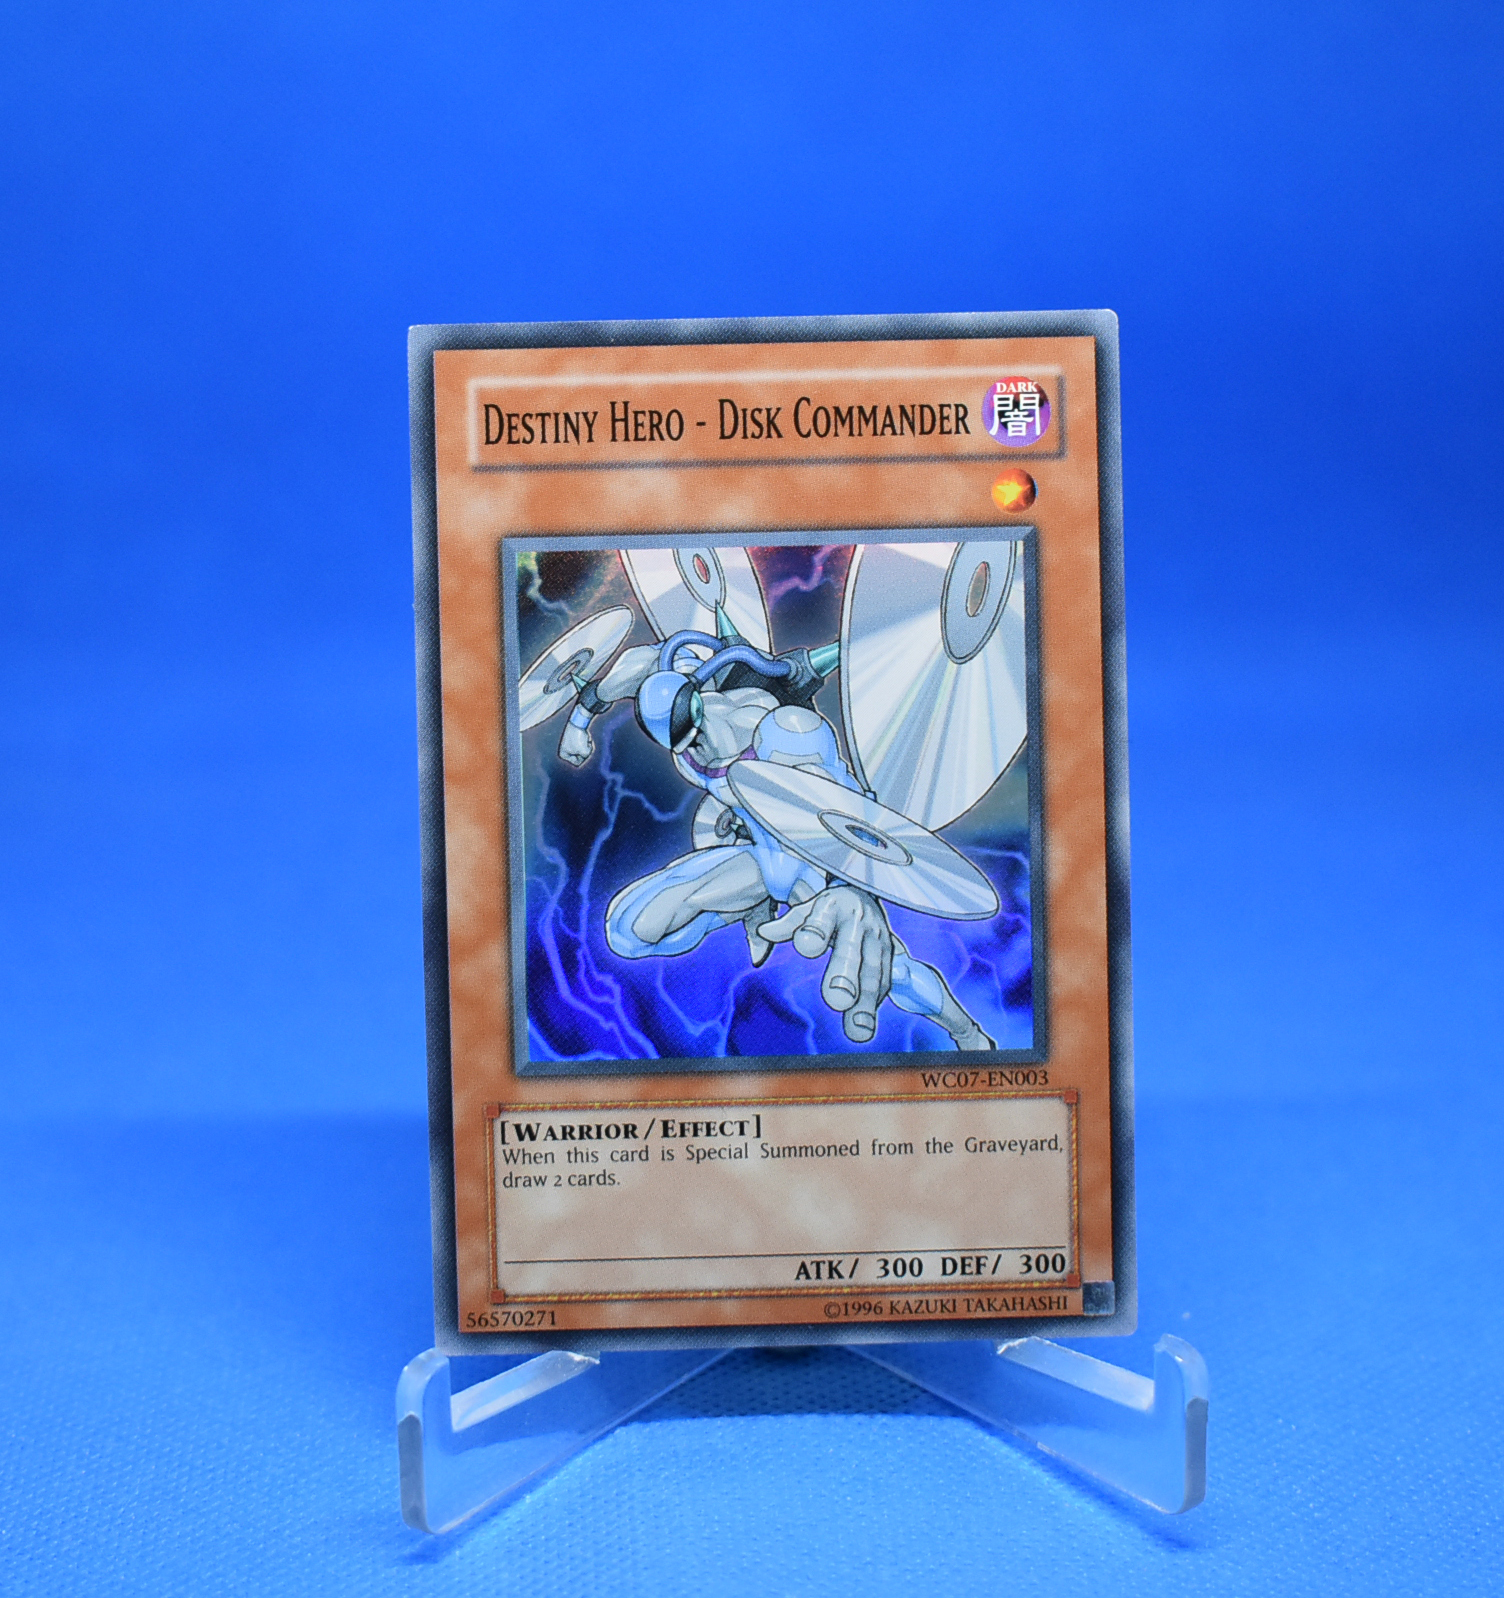 DESTINY HERO - DISK COMMANDER
DARK
闇
WC07-EN003
[WARRIOR/EFFECT]
When this card is Special Summoned from the Graveyard,
draw 2 cards.
ATK/ 300 DEF/ 300
56570271
©1996 KAZUKI TAKAHASHI